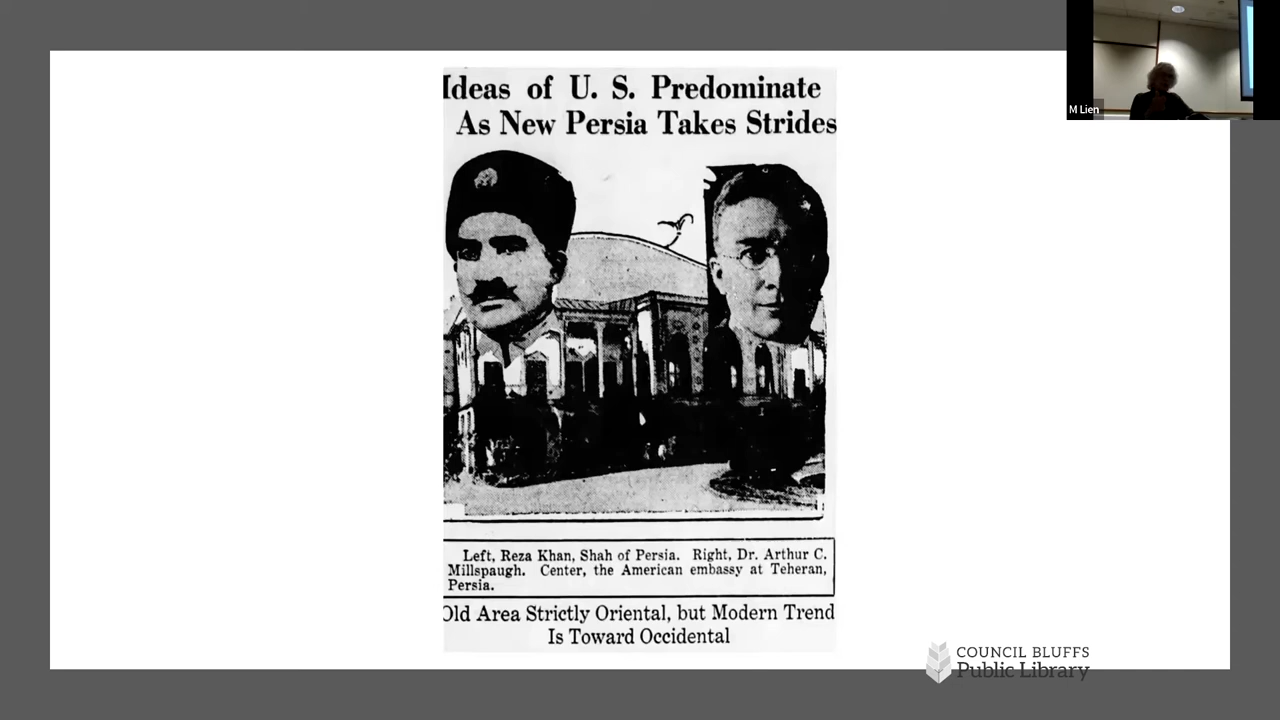 Ideas of U. S. Predominate
As New Persia Takes Strides
M Lien
Left, Reza Khan, Shah of Persia. Right, Dr. Arthur C.
Millspaugh. Center, the American embassy at Teheran,
Persia.
Old Area Strictly Oriental, but Modern Trend
Is Toward Occidental
COUNCIL BLUFFS
Public Library